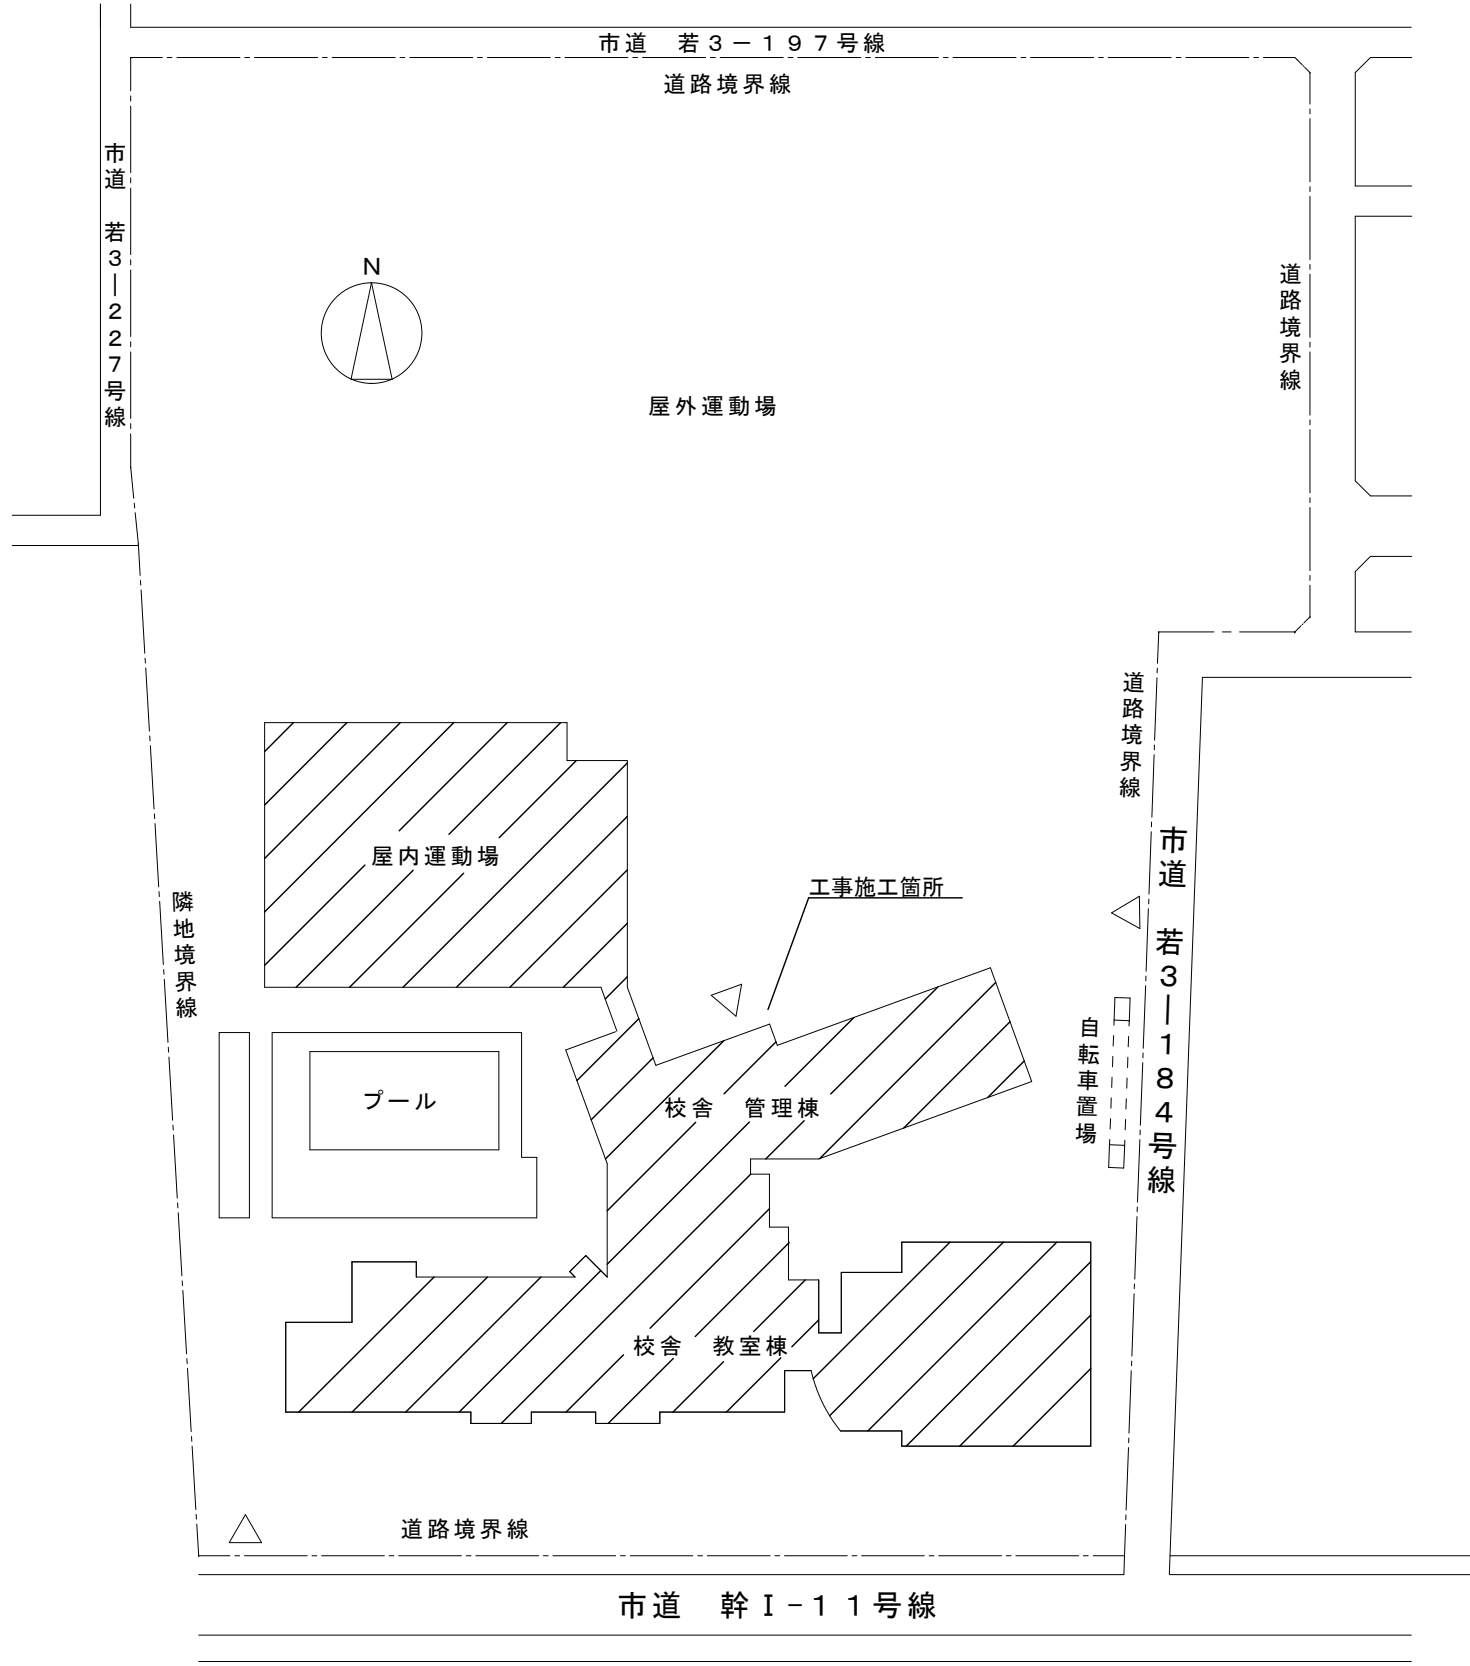 市道　若３－１９７号線
道路境界線
市道　若３―２２７号線
N
道路境界線
屋外運動場
道路境界線
市道　若３―１８４号線
屋内運動場
工事施工箇所
隣地境界線
自転車置場
プール
校舎　管理棟
校舎　教室棟
道路境界線
市道　幹Ⅰ－１１号線